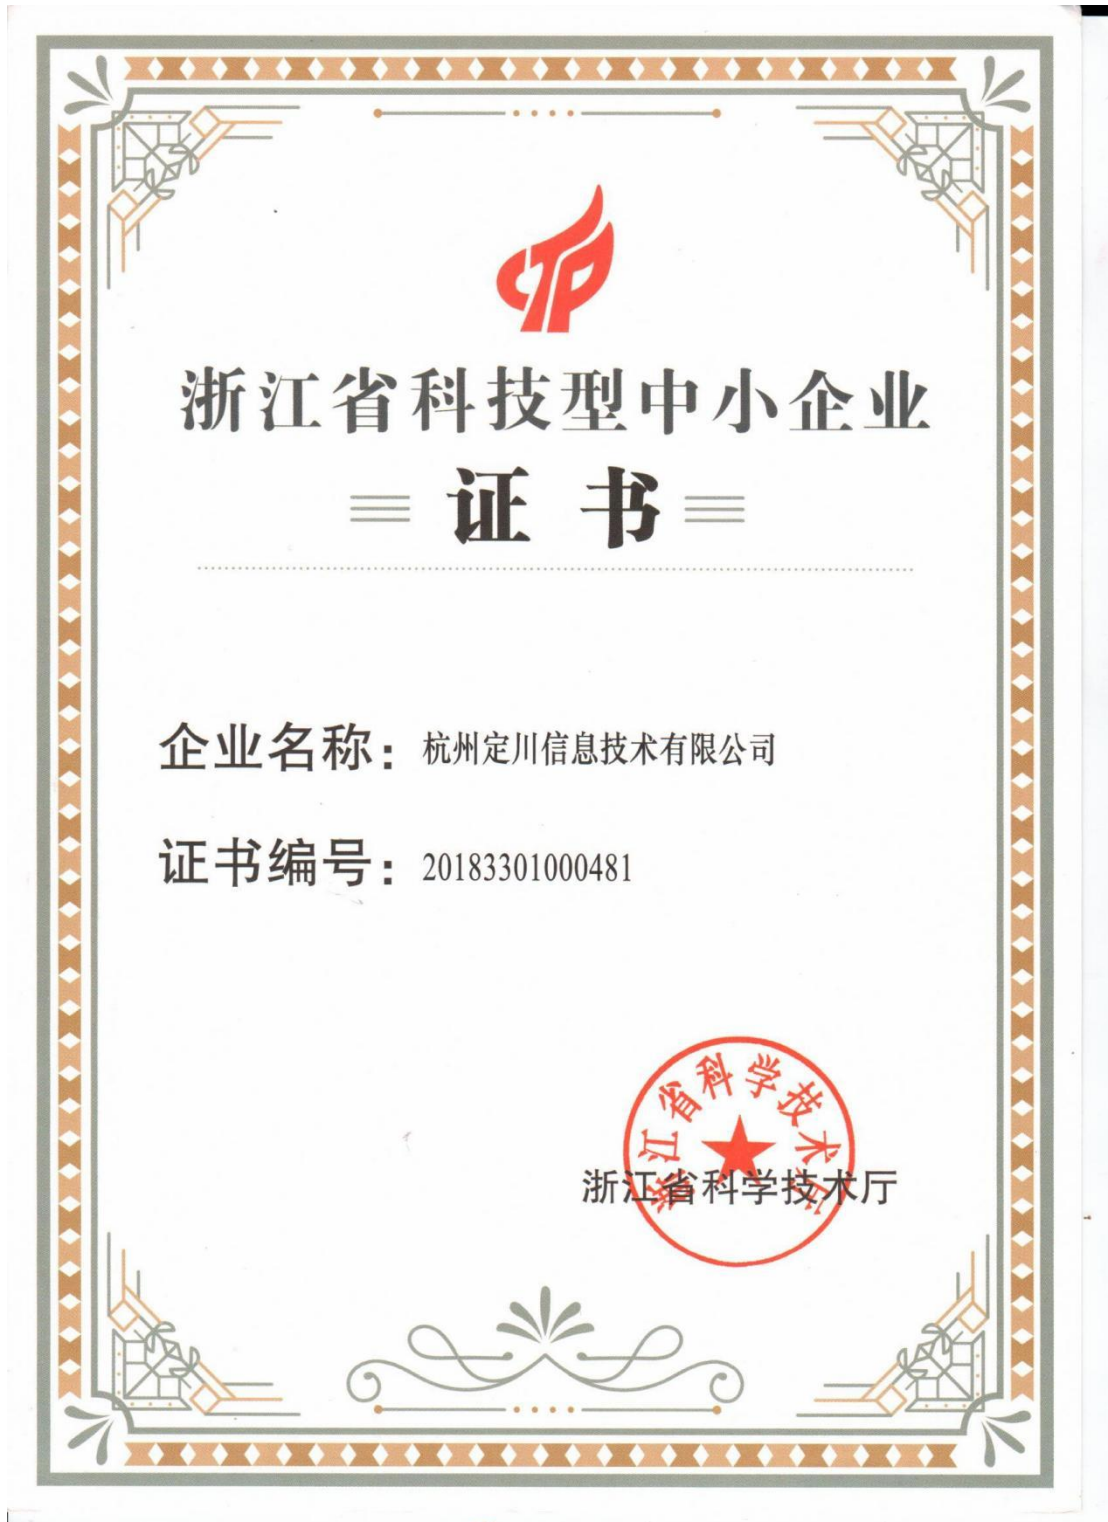 CTP
浙江省科技型中小企业
证书
企业名称：杭州定川信息技术有限公司
证书编号：20183301000481
浙江省科学技术厅
浙江省科学技术厅